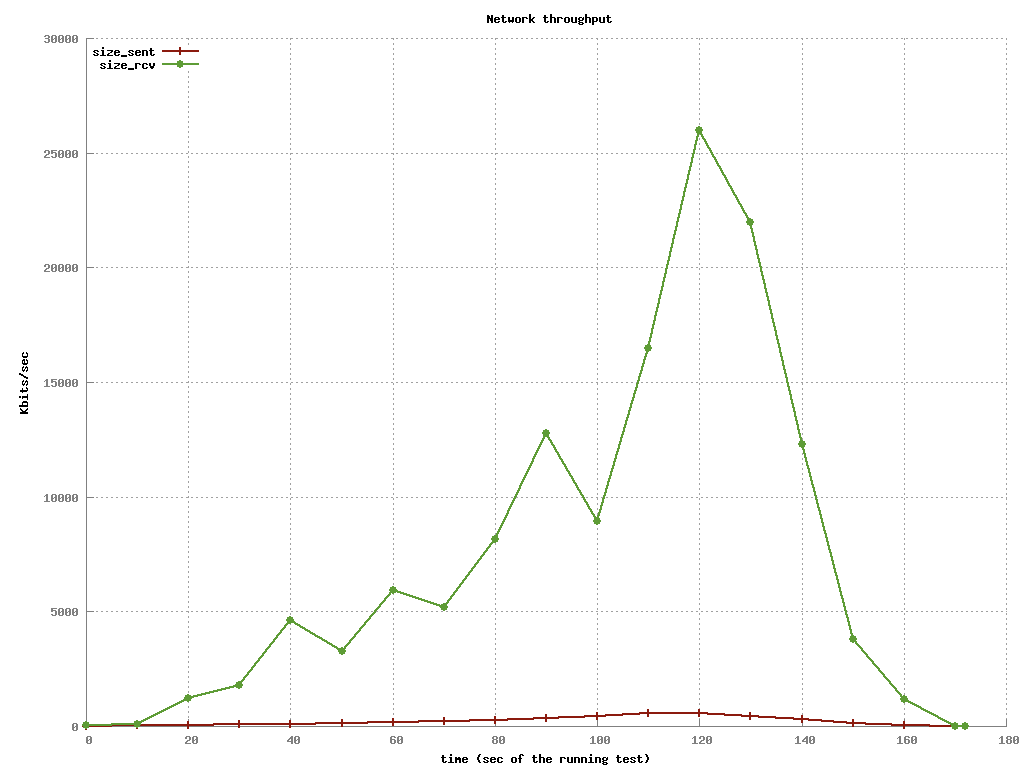 Network throughput
30000
size_sent
size_rcv
25000
20000
15000
Kbits/sec
10000
5000
0
0 20 40 60 80 100 120 140 160 180
time (sec of the running test)